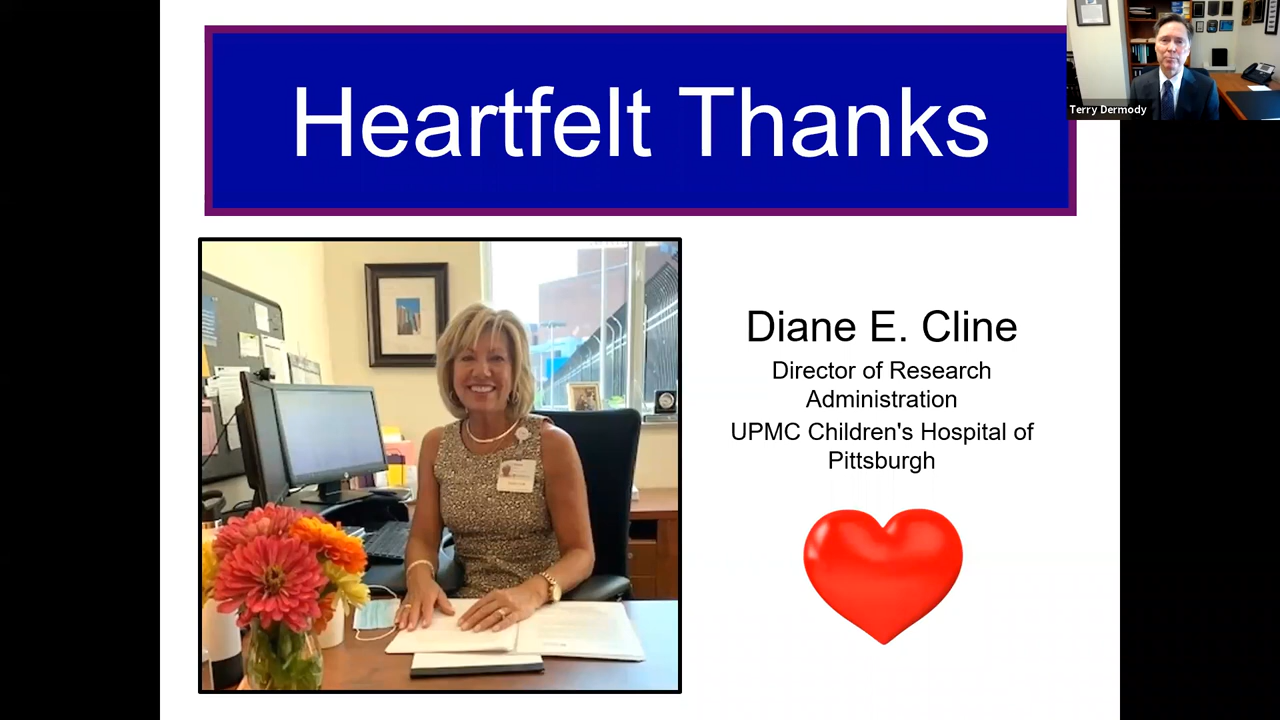 Heartfelt Thanks
Terry Dermody
Diane E. Cline
Director of Research
Administration
UPMC Children's Hospital of
Pittsburgh